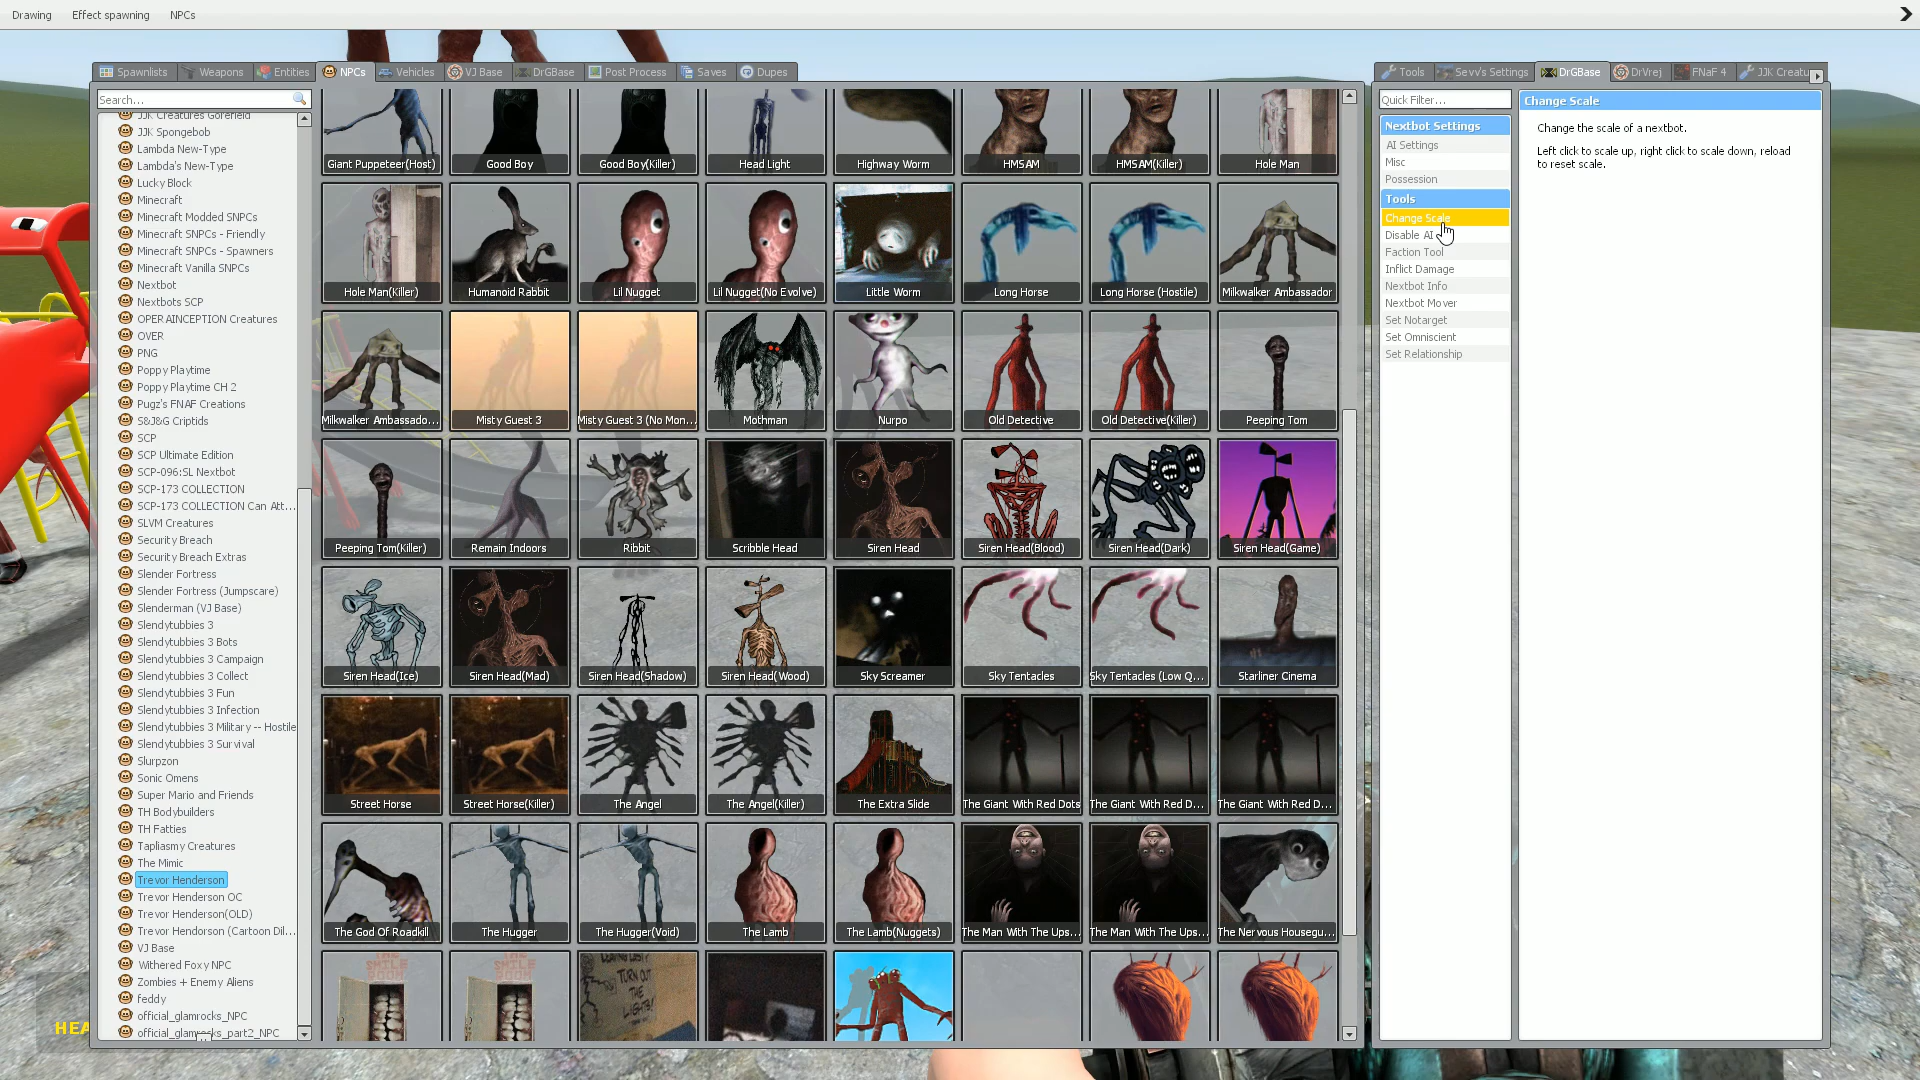 Drawing
Effect spawning
NPCs
Spawnlists
Weapons
Entities
NPCs
Vehicles
VJ Base
DrGBase
Post Process
Saves
Dupes
Search...
JJK Creatures Gorefield
JJK Spongebob
Lambda New-Type
Lambda's New-Type
Lucky Block
Minecraft
Minecraft Modded SNPCs
Minecraft SNPCs - Friendly
Minecraft SNPCs - Spawners
Minecraft Vanilla SNPCs
Nextbot
Nextbots SCP
OPERAINCEPTION Creatures
OVER
PNG
Poppy Playtime
Poppy Playtime CH 2
Pugz's FNAF Creations
S&J&G Criptids
SCP
SCP Ultimate Edition
SCP-096:SL Nextbot
SCP-173 COLLECTION
SCP-173 COLLECTION Can Att...
SLVM Creatures
Security Breach
Security Breach Extras
Slender Fortress
Slender Fortress (Jumpscare)
Slenderman (VJ Base)
Slendytubbies 3
Slendytubbies 3 Bots
Slendytubbies 3 Campaign
Slendytubbies 3 Collect
Slendytubbies 3 Fun
Slendytubbies 3 Infection
Slendytubbies 3 Military -- Hostile
Slendytubbies 3 Survival
Slurpzon
Sonic Omens
Super Mario and Friends
TH Bodybuilders
TH Fatties
Tapliasmy Creatures
The Mimic
Trevor Henderson
Trevor Henderson OC
Trevor Henderson(OLD)
Trevor Hendorson (Cartoon Dil...
VJ Base
Withered Foxy NPC
Zombies + Enemy Aliens
feddy
official_glamrocks_NPC
official_glamrocks_part2_NPC
Giant Puppeteer(Host)
Good Boy
Good Boy(Killer)
Head Light
Highway Worm
HMSAM
HMSAM(Killer)
Hole Man
Hole Man(Killer)
Humanoid Rabbit
Lil Nugget
Lil Nugget(No Evolve)
Little Worm
Long Horse
Long Horse (Hostile)
Milkwalker Ambassador
Milkwalker Ambassado...
Misty Guest 3
Misty Guest 3 (No Mon...
Mothman
Nurpo
Old Detective
Old Detective(Killer)
Peeping Tom
Peeping Tom(Killer)
Remain Indoors
Ribbit
Scribble Head
Siren Head
Siren Head(Blood)
Siren Head(Dark)
Siren Head(Game)
Siren Head(Ice)
Siren Head(Mad)
Siren Head(Shadow)
Siren Head(Wood)
Sky Screamer
Sky Tentacles
Sky Tentacles (Low Q...
Starliner Cinema
Street Horse
Street Horse(Killer)
The Angel
The Angel(Killer)
The Extra Slide
The Giant With Red Dots
The Giant With Red D...
The Giant With Red D...
The God Of Roadkill
The Hugger
The Hugger(Void)
The Lamb
The Lamb(Nuggets)
The Man With The Ups...
The Man With The Ups...
The Nervous Housegu...
TURN OUT
THE
LIGHTS!
Tools
Sevv's Settings
DrGBase
DrVrej
FNaF 4
JJK Creatu
Quick Filter...
Nextbot Settings
AI Settings
Misc
Possession
Tools
Change Scale
Disable AI
Faction Tool
Inflict Damage
Nextbot Info
Nextbot Mover
Set Notarget
Set Omniscient
Set Relationship
Change Scale
Change the scale of a nextbot.
Left click to scale up, right click to scale down, reload
to reset scale.
HEA